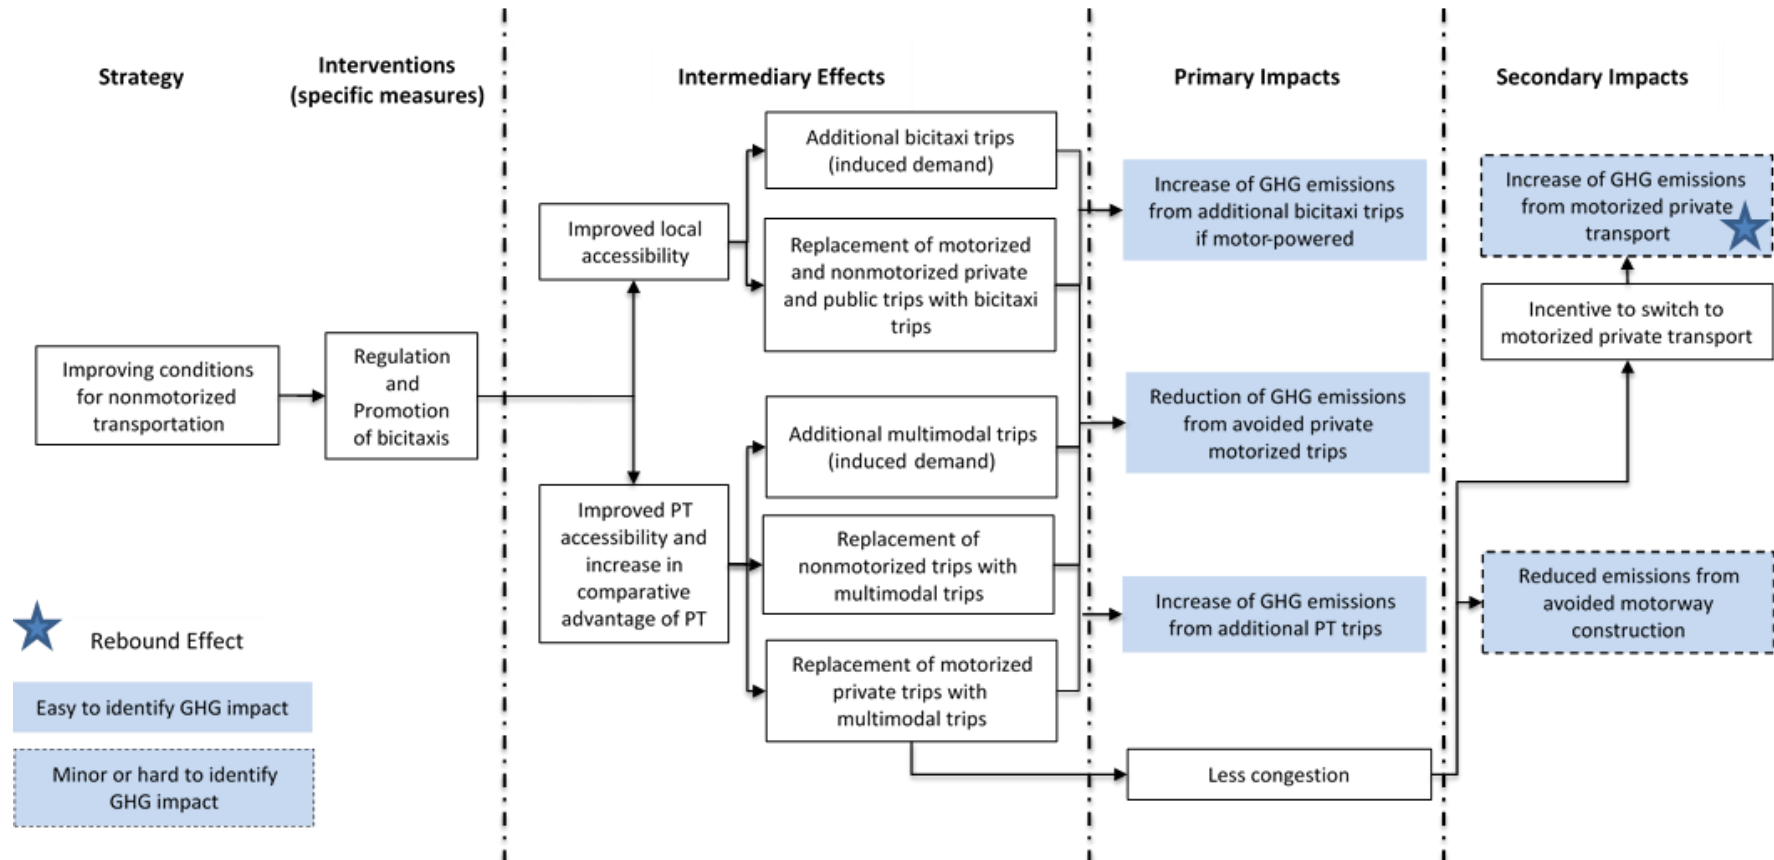 Strategy
Interventions
(specific measures)
Intermediary Effects
Primary Impacts
Secondary Impacts
Improving conditions
for nonmotorized
transportation
Regulation
and
Promotion
of bicitaxis
Improved local
accessibility
Improved PT
accessibility and
increase in
comparative
advantage of PT
Additional bicitaxi trips
(induced demand)
Replacement of motorized
and nonmotorized private
and public trips with bicitaxi
trips
Additional multimodal trips
(induced demand)
Replacement of
nonmotorized trips with
multimodal trips
Replacement of motorized
private trips with
multimodal trips
Increase of GHG emissions
from additional bicitaxi trips
if motor-powered
Reduction of GHG emissions
from avoided private
motorized trips
Increase of GHG emissions
from additional PT trips
Less congestion
Increase of GHG emissions
from motorized private
transport
Incentive to switch to
motorized private transport
Reduced emissions from
avoided motorway
construction
Rebound Effect
Easy to identify GHG impact
Minor or hard to identify
GHG impact